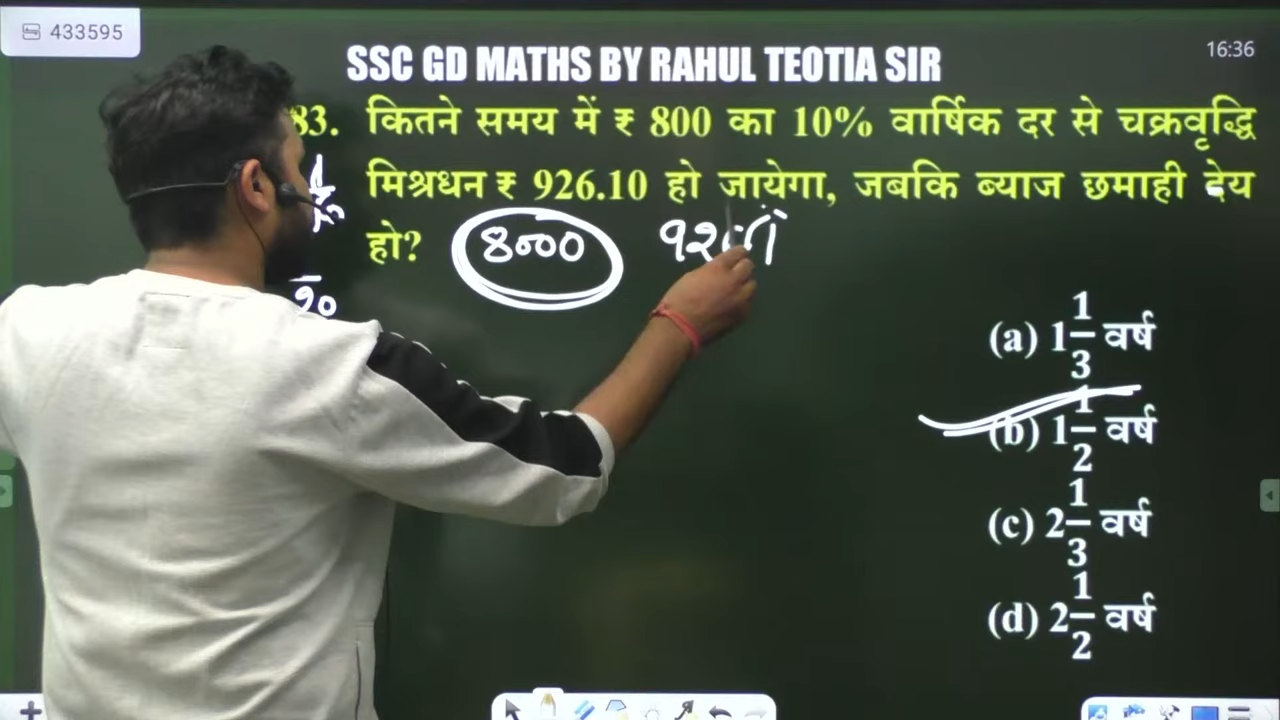 433595
SSC GD MATHS BY RAHUL TEOTIA SIR
16:36
83. कितने समय में ₹ 800 का 10% वार्षिक दर से चक्रवृद्धि
मिश्रधन ₹ 926.10 हो जायेगा, जबकि ब्याज छमाही देय
हो?
8000
20
(a) 1 1/3 वर्ष
(b) 1 1/2 वर्ष
(c) 2 1/3 वर्ष
(d) 2 1/2 वर्ष